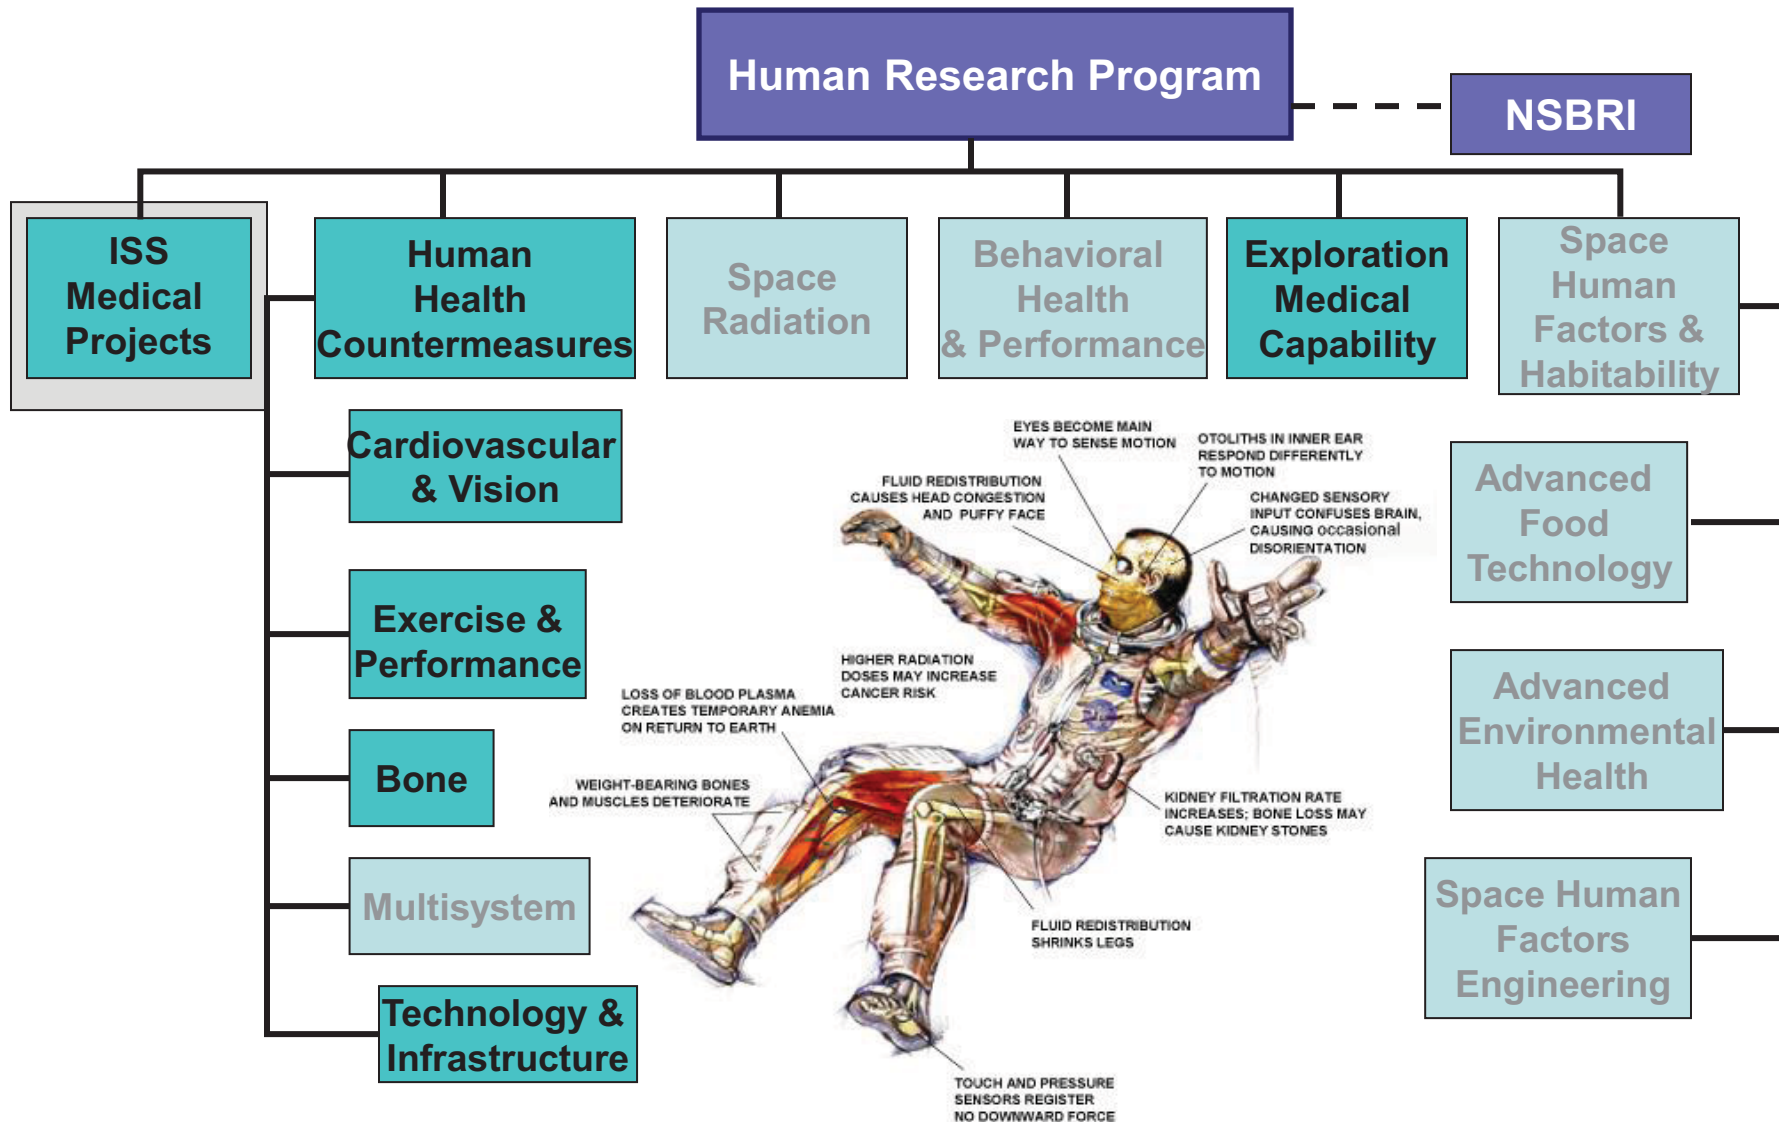 Human Research Program
NSBRI
ISS
Medical
Projects
Human
Health
Countermeasures
Space
Radiation
Behavioral
Health
& Performance
Exploration
Medical
Capability
Space
Human
Factors &
Habitability
Cardiovascular
& Vision
Exercise &
Performance
Bone
Multisystem
Technology &
Infrastructure
EYES BECOME MAIN
WAY TO SENSE MOTION
OTOLITHS IN INNER EAR
RESPOND DIFFERENTLY
TO MOTION
FLUID REDISTRIBUTION
CAUSES HEAD CONGESTION
AND PUFFY FACE
CHANGED SENSORY
INPUT CONFUSES BRAIN,
CAUSING occasional
DISORIENTATION
HIGHER RADIATION
DOSES MAY INCREASE
CANCER RISK
LOSS OF BLOOD PLASMA
CREATES TEMPORARY ANEMIA
ON RETURN TO EARTH
WEIGHT-BEARING BONES
AND MUSCLES DETERIORATE
KIDNEY FILTRATION RATE
INCREASES; BONE LOSS MAY
CAUSE KIDNEY STONES
FLUID REDISTRIBUTION
SHRINKS LEGS
TOUCH AND PRESSURE
SENSORS REGISTER
NO DOWNWARD FORCE
Advanced
Food
Technology
Advanced
Environmental
Health
Space Human
Factors
Engineering